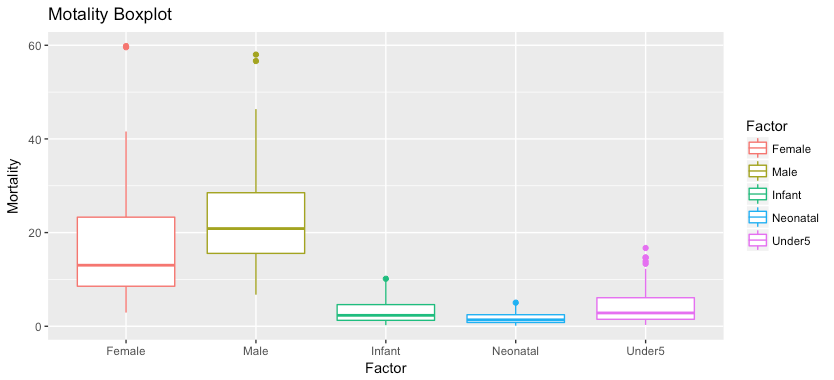 Motality Boxplot
60
40
20
0
Mortality
Female Male Infant Neonatal Under5
Factor
Factor
Female
Male
Infant
Neonatal
Under5